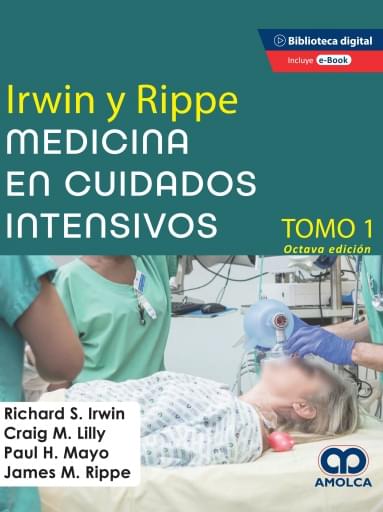 Biblioteca digital
Incluye e-Book
Irwin y Rippe
MEDICINA
EN CUIDADOS
INTENSIVOS
TOMO 1
Octava edición
Richard S. Irwin
Craig M. Lilly
Paul H. Mayo
James M. Rippe
AMOLCA